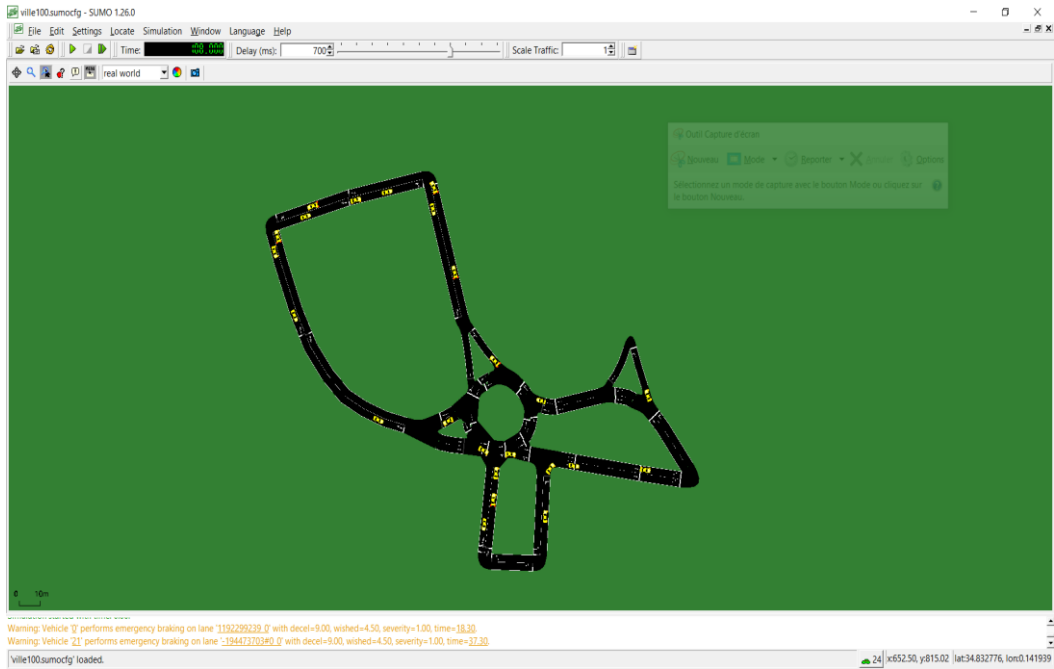 ville100.sumocfg - SUMO 1.26.0
File Edit Settings Locate Simulation Window Language Help
Time: 108.000 Delay (ms): 700 Scale Traffic: 1
real world
Outil Capture d'écran
Nouveau Mode Reporter Annuler Options
Sélectionnez un mode de capture avec le bouton Mode ou cliquez sur
le bouton Nouveau.
0 10m
Warning: Vehicle '0' performs emergency braking on lane '1192299239_0' with decel=9.00, wished=4.50, severity=1.00, time=18.30.
Warning: Vehicle '21' performs emergency braking on lane '-194473703#0_0' with decel=9.00, wished=4.50, severity=1.00, time=37.30.
'ville100.sumocfg' loaded. 24 x:652.50, y:815.02 lat:34.832776, lon:0.141939